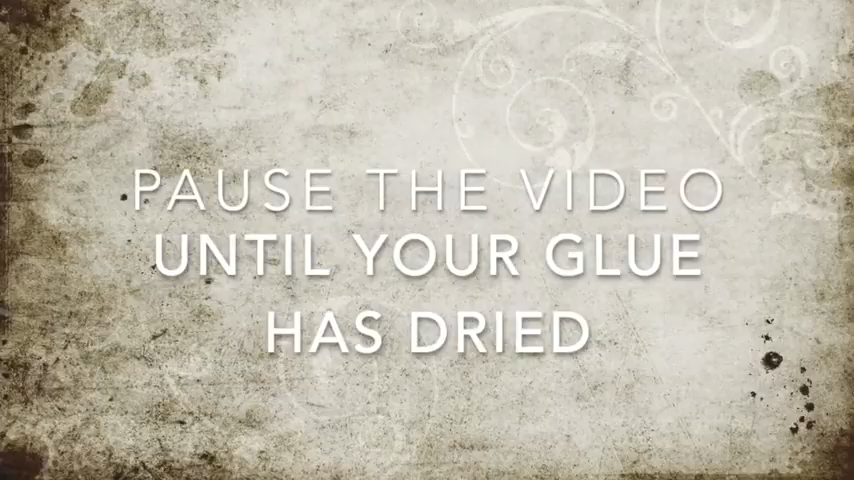 PAUSE THE VIDEO
UNTIL YOUR GLUE
HAS DRIED